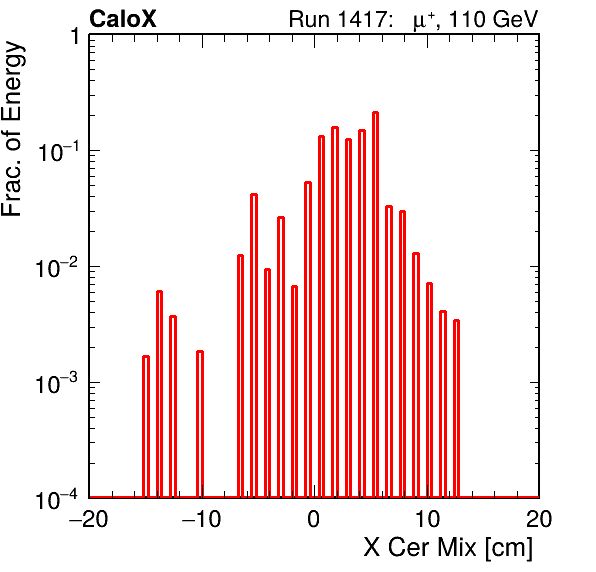 CaloX Run 1417: μ⁺, 110 GeV
Frac. of Energy
1
10⁻¹
10⁻²
10⁻³
10⁻⁴
−20 −10 0 10 20
X Cer Mix [cm]